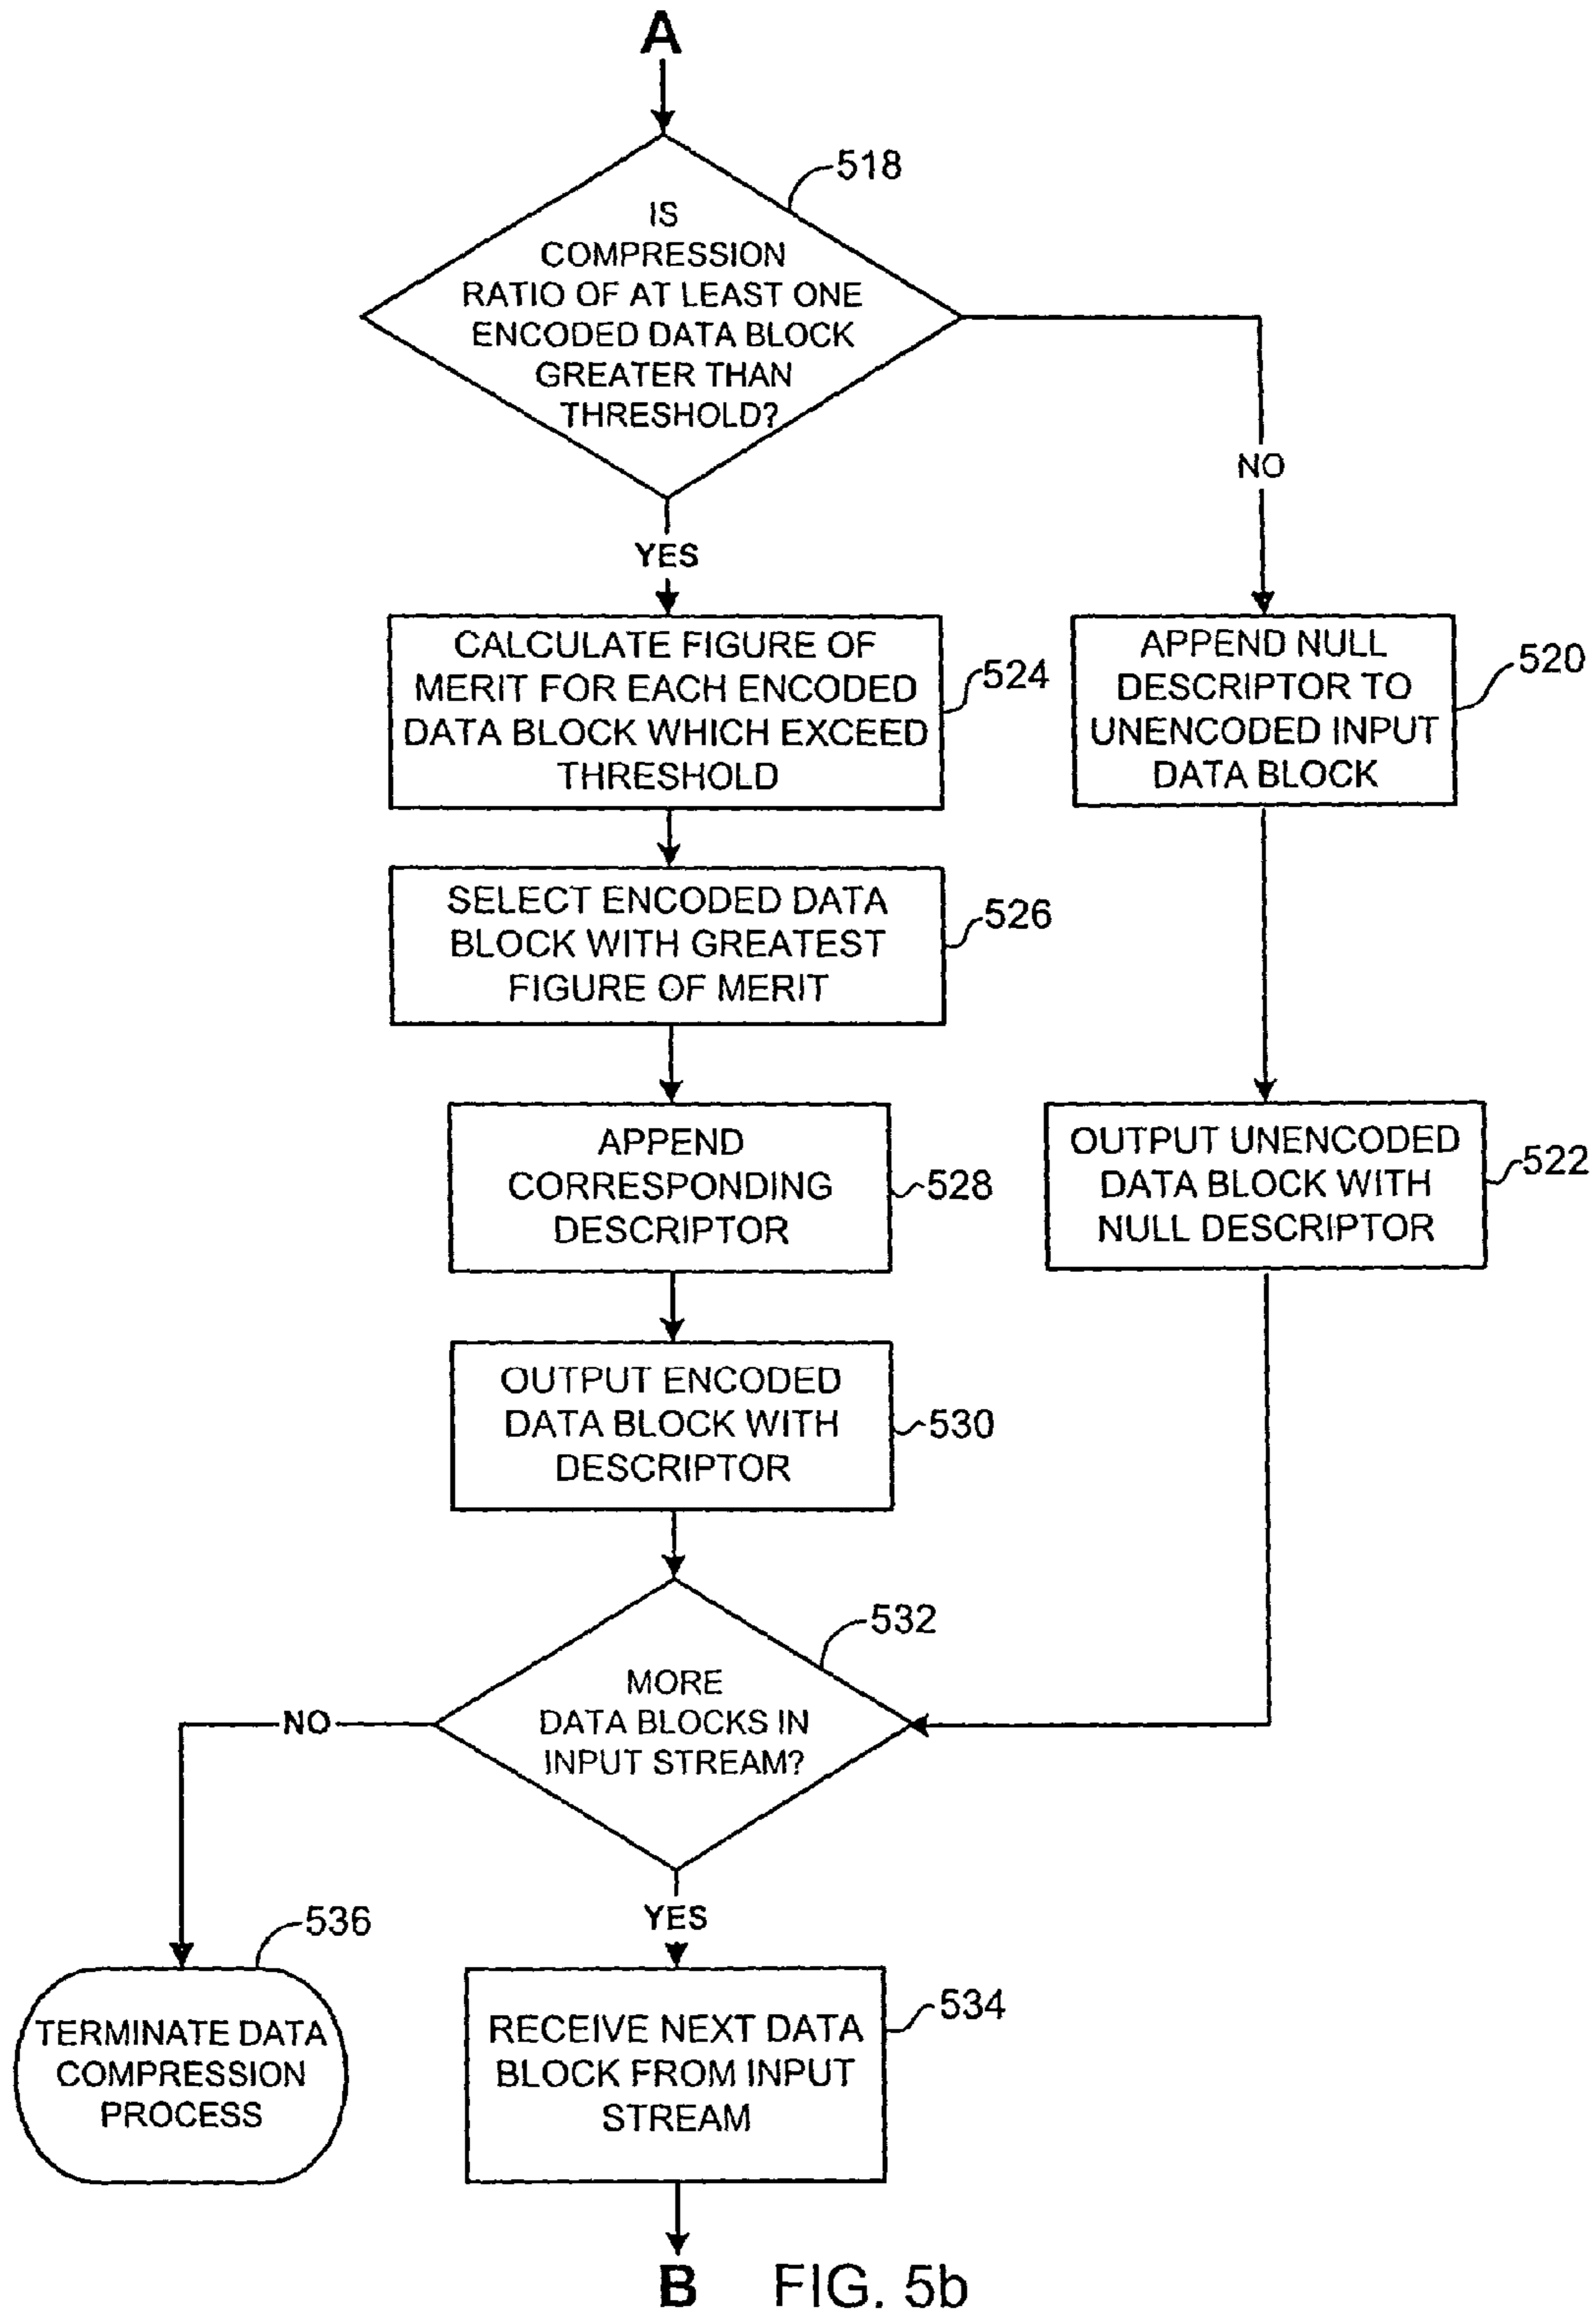 A
518
IS
COMPRESSION
RATIO OF AT LEAST ONE
ENCODED DATA BLOCK
GREATER THAN
THRESHOLD?
NO
YES
CALCULATE FIGURE OF
MERIT FOR EACH ENCODED
DATA BLOCK WHICH EXCEED
THRESHOLD
524
APPEND NULL
DESCRIPTOR TO
UNENCODED INPUT
DATA BLOCK
520
SELECT ENCODED DATA
BLOCK WITH GREATEST
FIGURE OF MERIT
526
APPEND
CORRESPONDING
DESCRIPTOR
528
OUTPUT UNENCODED
DATA BLOCK WITH
NULL DESCRIPTOR
522
OUTPUT ENCODED
DATA BLOCK WITH
DESCRIPTOR
530
532
MORE
DATA BLOCKS IN
INPUT STREAM?
NO
YES
536
TERMINATE DATA
COMPRESSION
PROCESS
534
RECEIVE NEXT DATA
BLOCK FROM INPUT
STREAM
B
FIG. 5b